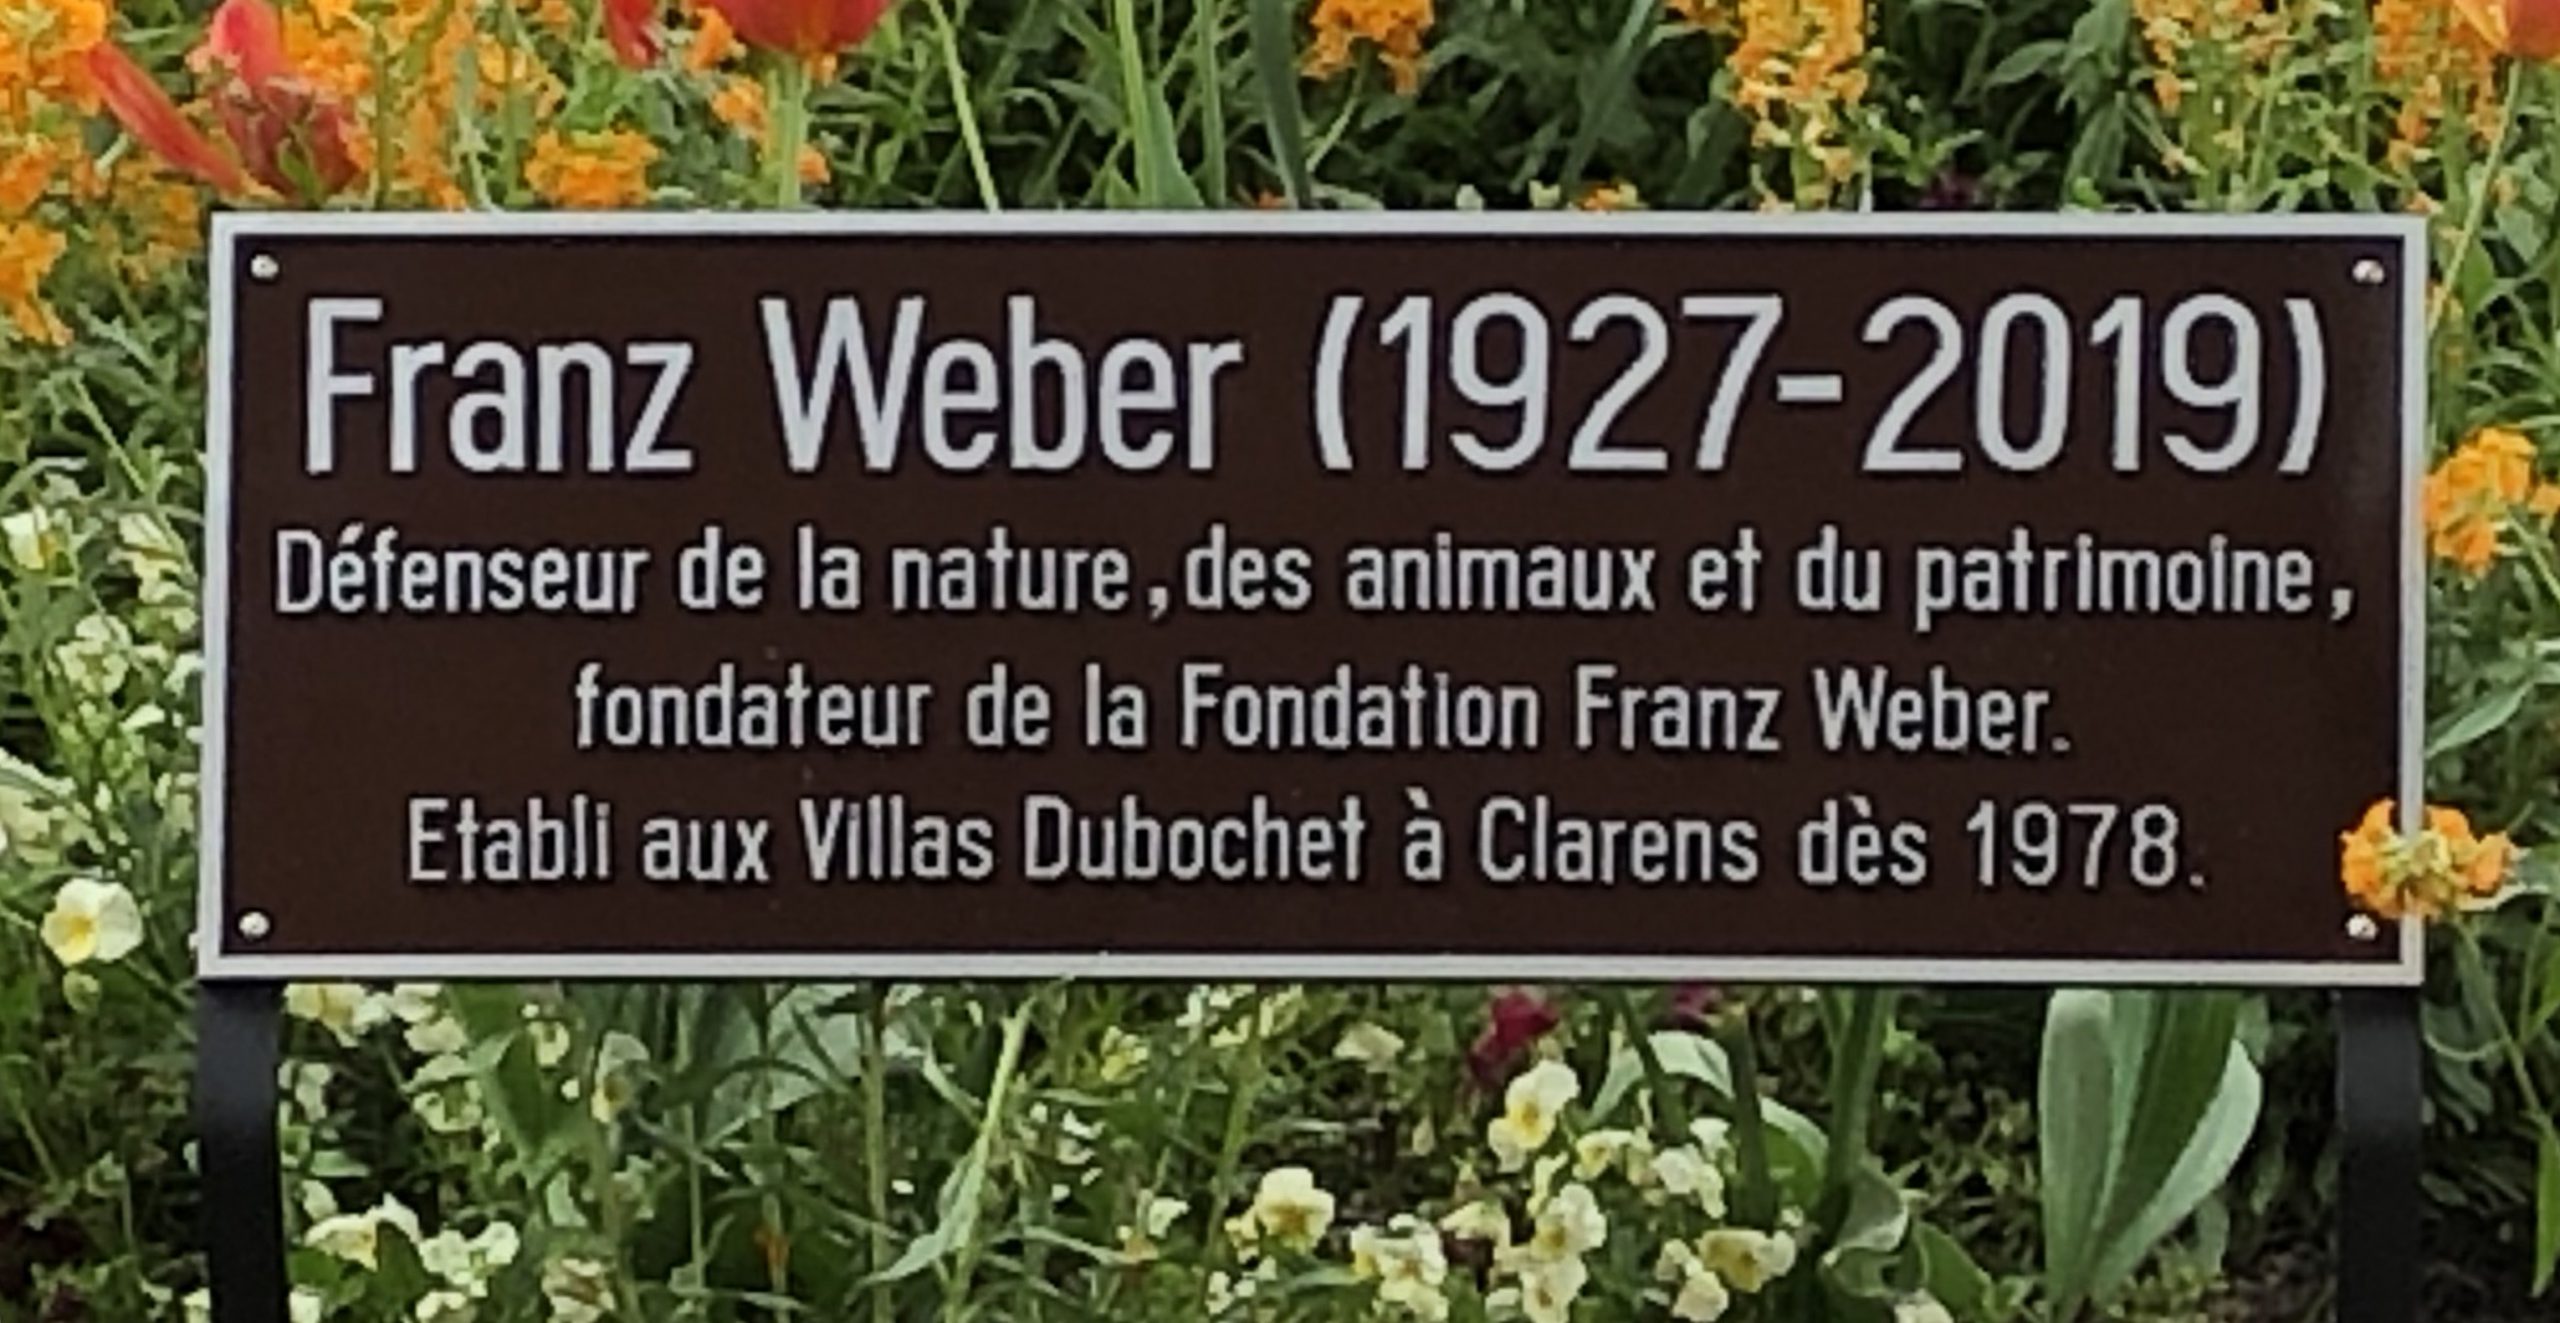 Franz Weber (1927-2019)
Défenseur de la nature, des animaux et du patrimoine,
fondateur de la Fondation Franz Weber.
Etabli aux Villas Dubochet à Clarens dès 1978.